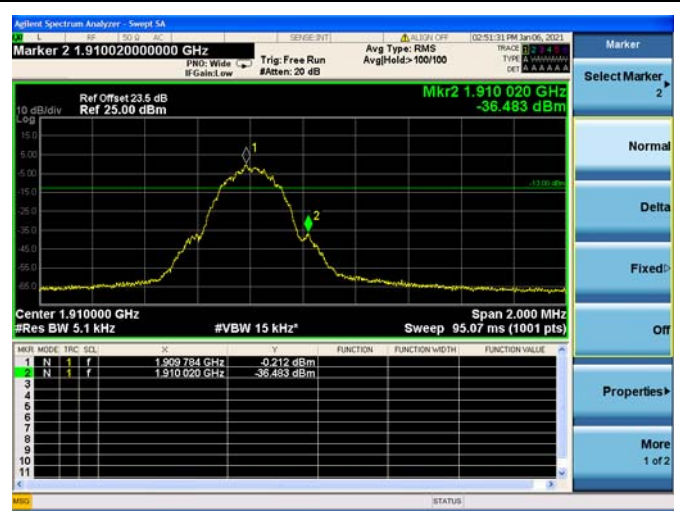 Agilent Spectrum Analyzer - Swept SA
L RF 50 Ω AC SENSE:INT ALIGN OFF 02:51:31 PM Jan 06, 2021
Marker 2 1.910020000000 GHz
PNO: Wide
IFGain:Low
Trig: Free Run
#Atten: 20 dB
Avg Type: RMS
Avg|Hold:>100/100
TRACE 1 2 3 4 5 6
TYPE
DET A A A A A A
Mkr2 1.910 020 GHz
-36.483 dBm
Ref Offset 23.5 dB
10 dB/div Ref 25.00 dBm
Log
15.0
5.00
-5.00
-15.0
-25.0
-35.0
-45.0
-55.0
-65.0
1
2
-13.00 dBm
Center 1.910000 GHz Span 2.000 MHz
#Res BW 5.1 kHz #VBW 15 kHz* Sweep 95.07 ms (1001 pts)
MKR MODE TRC SCL X Y FUNCTION FUNCTION WIDTH FUNCTION VALUE
1 N 1 f 1.909 784 GHz -0.212 dBm
2 N 1 f 1.910 020 GHz -36.483 dBm
3
4
5
6
7
8
9
10
11
MSG STATUS
Marker
Select Marker
2
Normal
Delta
Fixed
Off
Properties
More
1 of 2